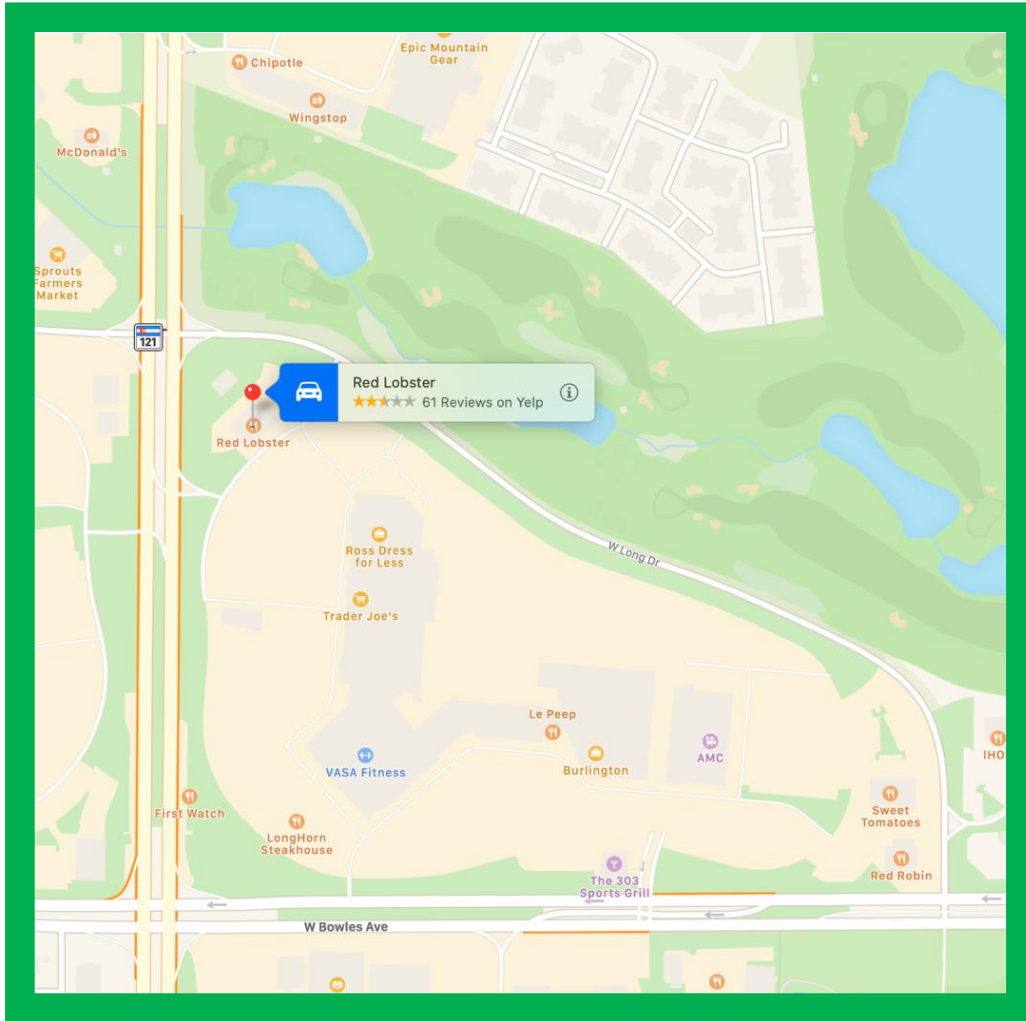 Epic Mountain
Gear
Chipotle
Wingstop
McDonald's
Sprouts
Farmers
Market
121
Red Lobster
61 Reviews on Yelp
Red Lobster
W Long Dr
Ross Dress
for Less
Trader Joe's
Le Peep
AMC
IHO
VASA Fitness
Burlington
First Watch
Sweet
Tomatoes
LongHorn
Steakhouse
Red Robin
The 303
Sports Grill
W Bowles Ave